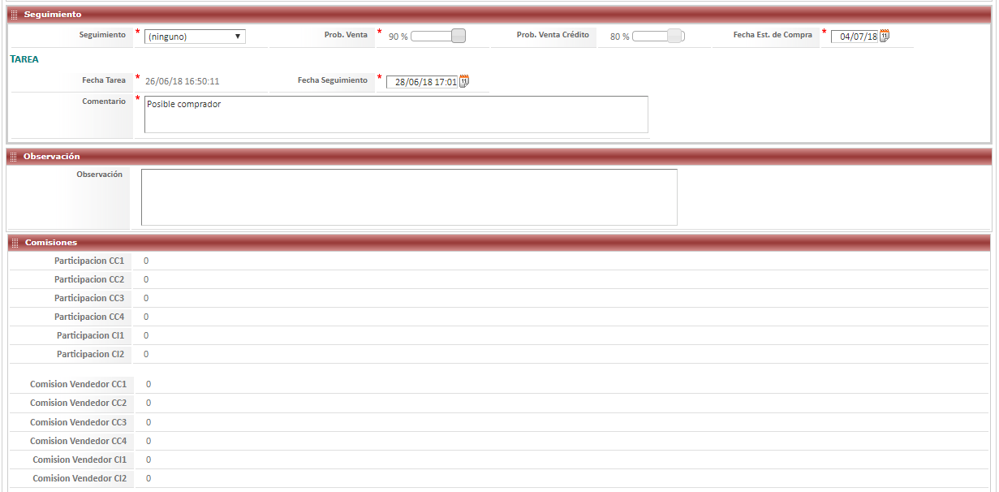 Seguimiento
Seguimiento * (ninguno) Prob. Venta * 90 % Prob. Venta Crédito 80 % Fecha Est. de Compra * 04/07/18
TAREA
Fecha Tarea * 26/06/18 16:50:11 Fecha Seguimiento * 28/06/18 17:01
Comentario * Posible comprador
Observación
Observación
Comisiones
Participacion CC1 0
Participacion CC2 0
Participacion CC3 0
Participacion CC4 0
Participacion CI1 0
Participacion CI2 0
Comision Vendedor CC1 0
Comision Vendedor CC2 0
Comision Vendedor CC3 0
Comision Vendedor CC4 0
Comision Vendedor CI1 0
Comision Vendedor CI2 0